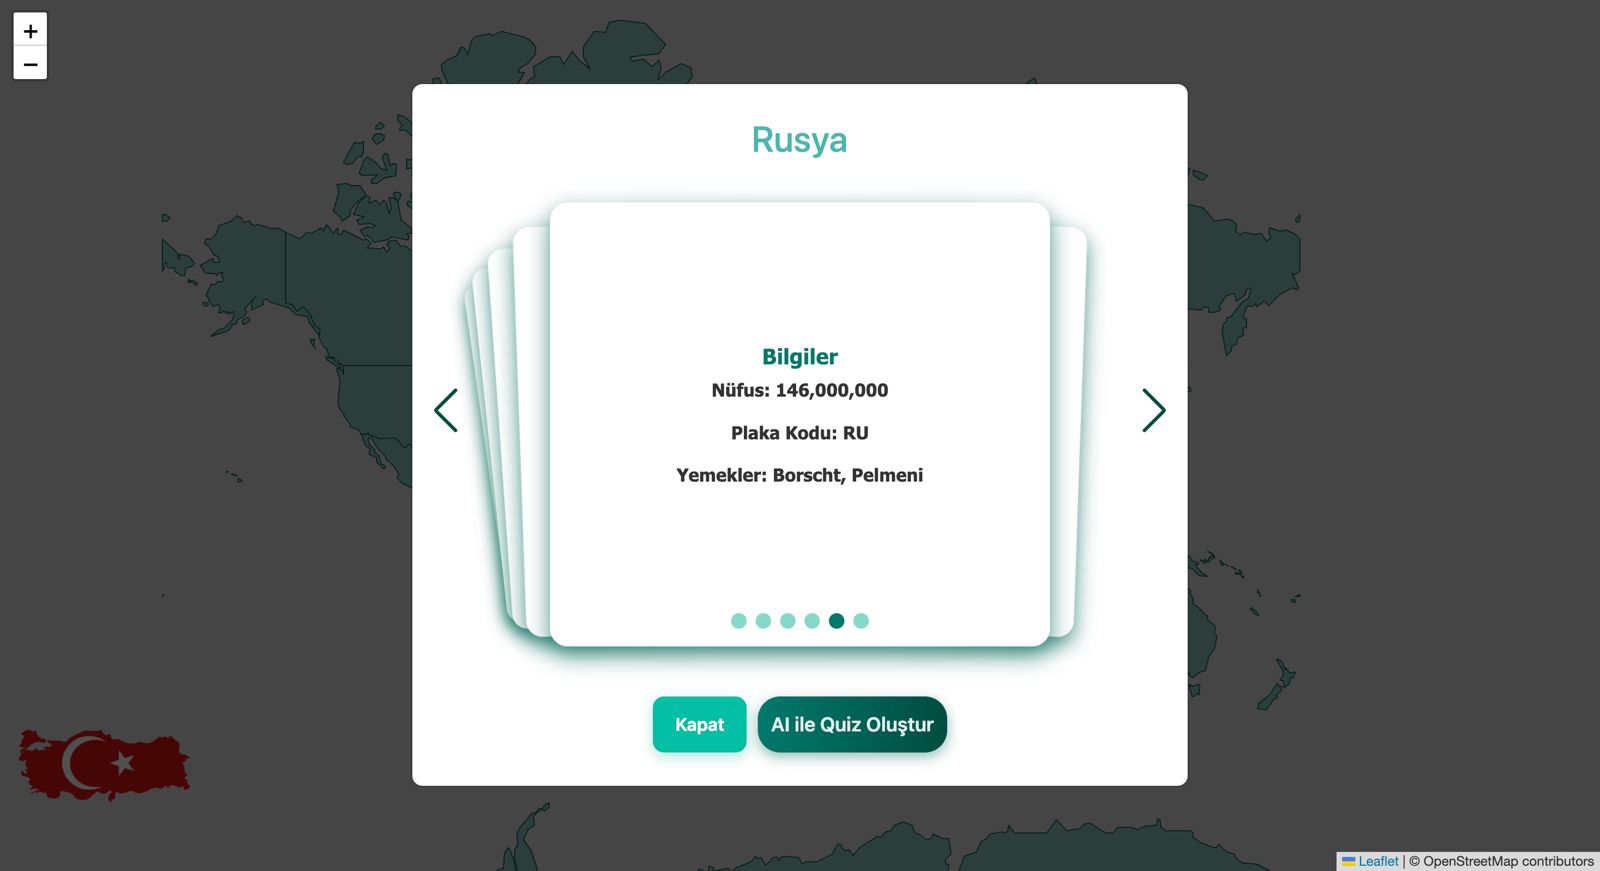 +
−
Rusya
Bilgiler
Nüfus: 146,000,000
Plaka Kodu: RU
Yemekler: Borscht, Pelmeni
Kapat
AI ile Quiz Oluştur
Leaflet | © OpenStreetMap contributors